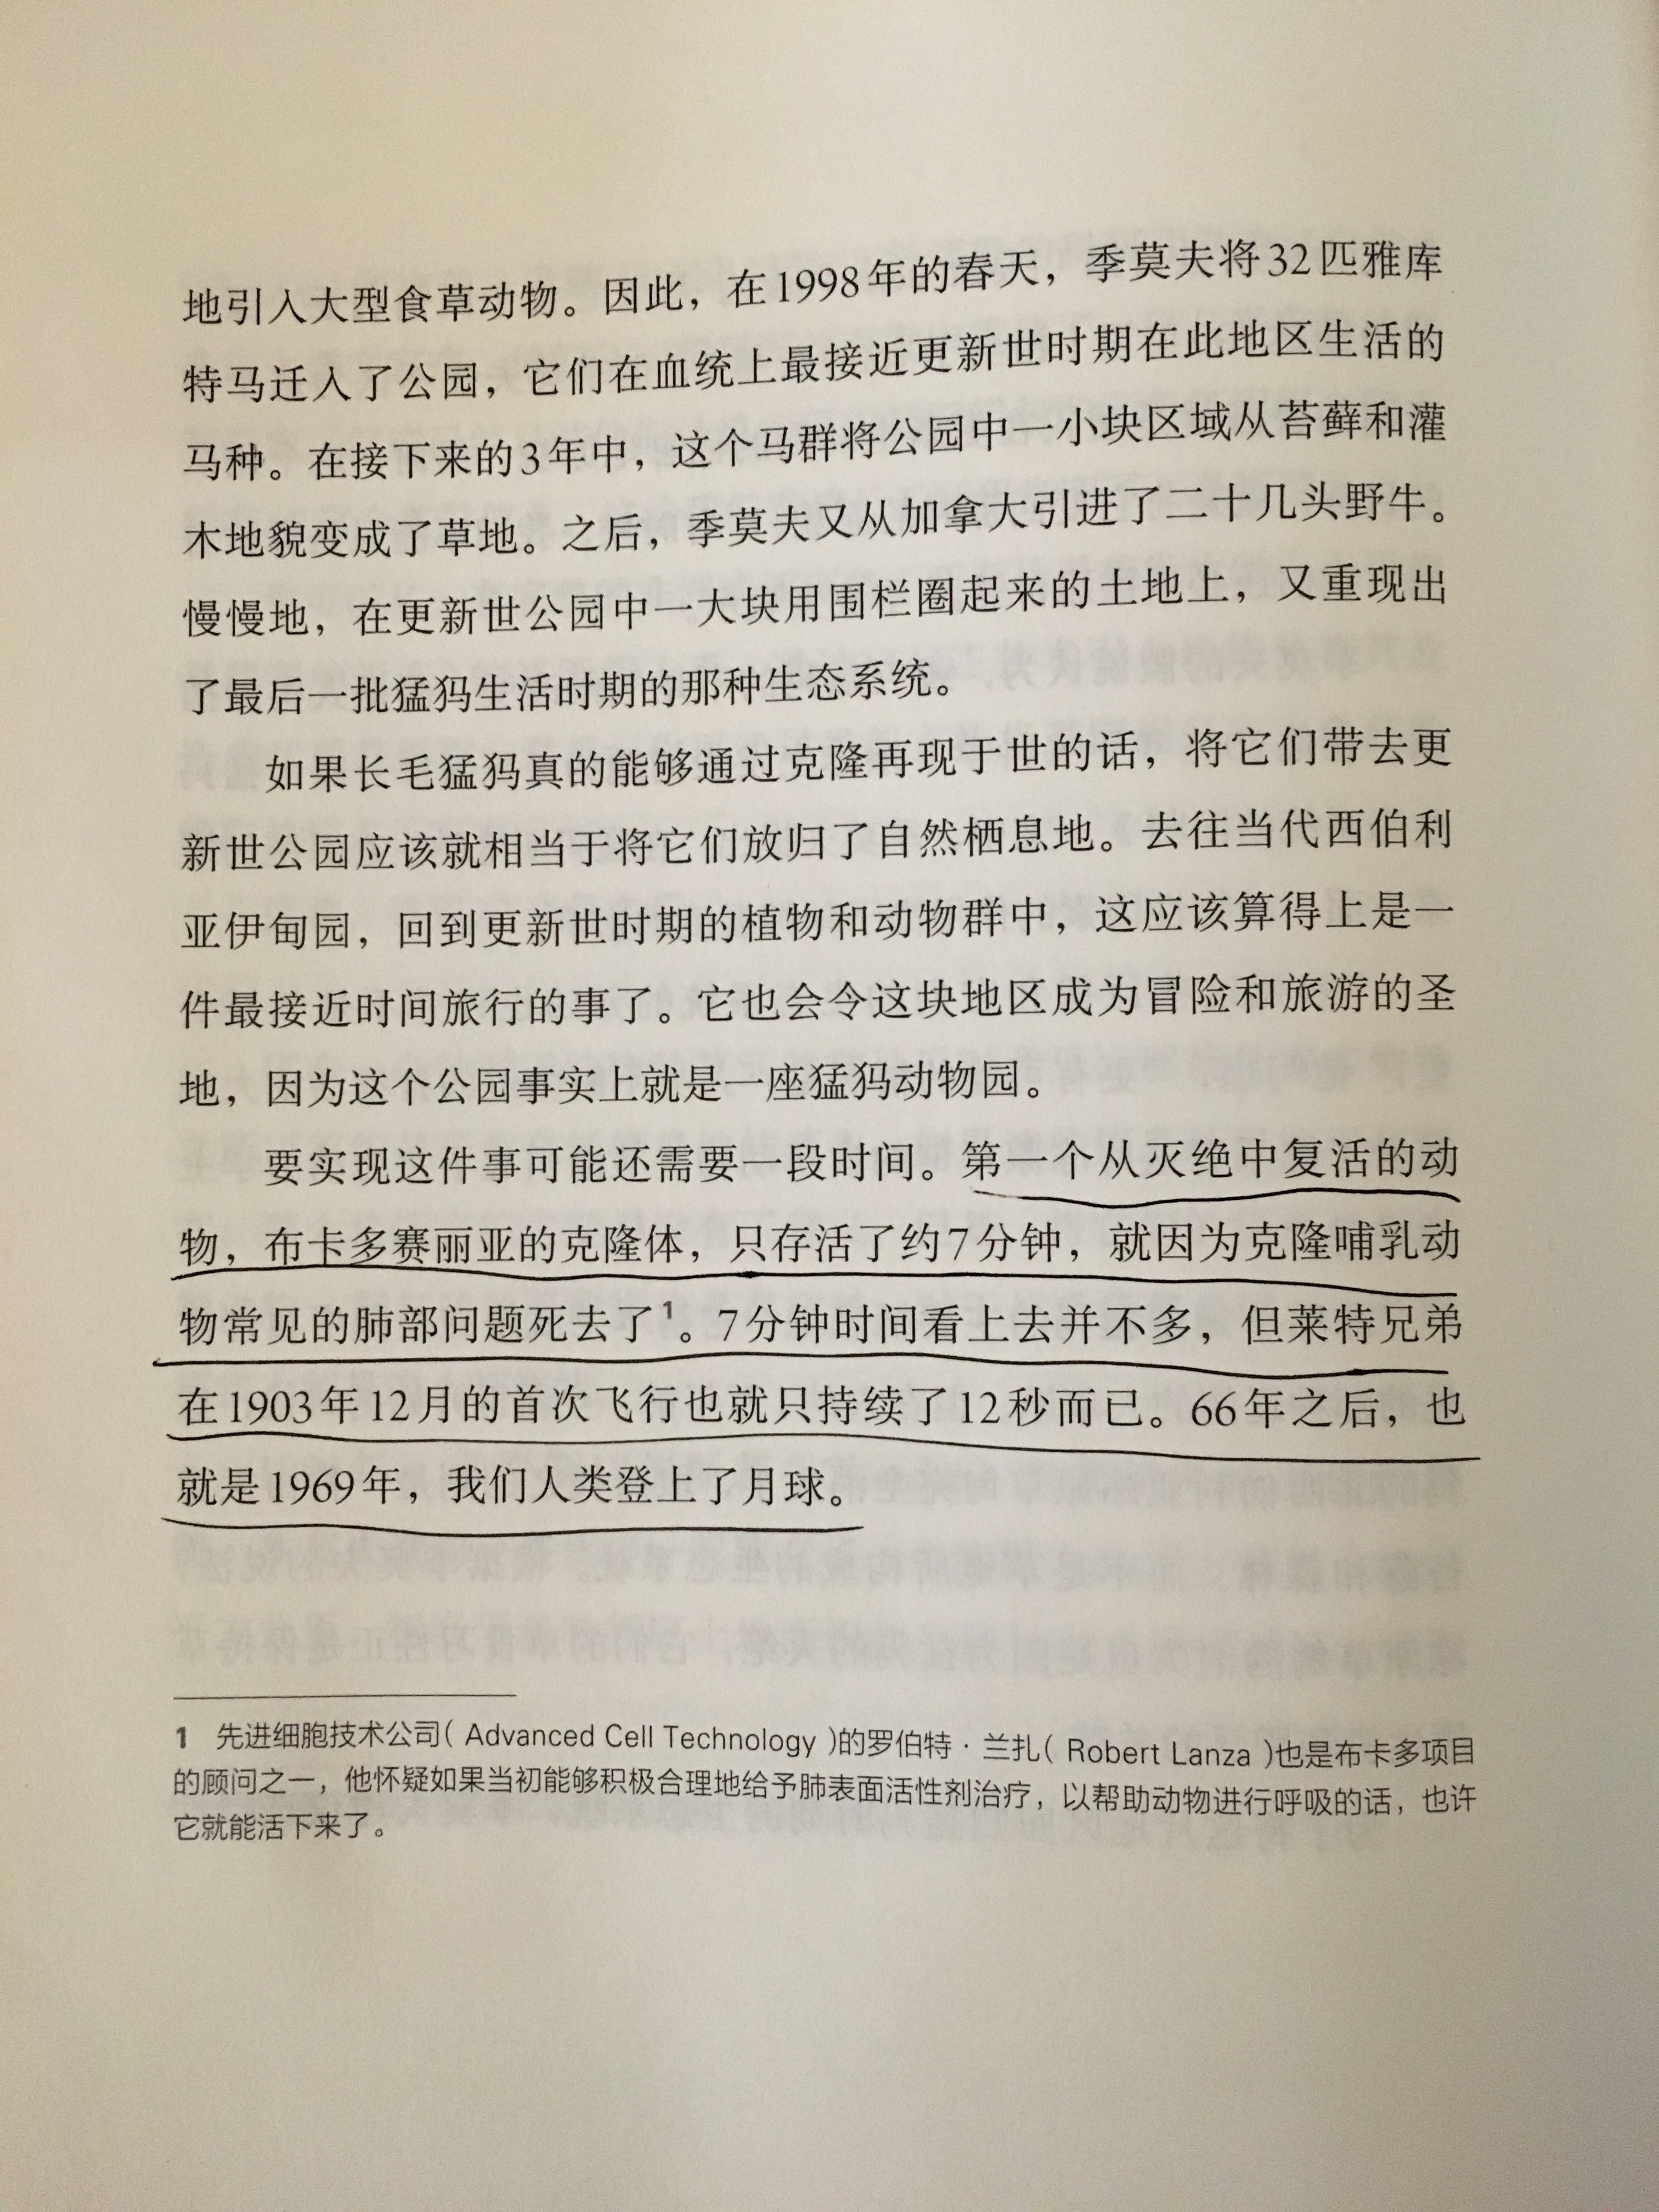 地引入大型食草动物。因此，在1998年的春天，季莫夫将32匹雅库
特马迁入了公园，它们在血统上最接近更新世时期在此地区生活的
马种。在接下来的3年中，这个马群将公园中一小块区域从苔藓和灌
木地貌变成了草地。之后，季莫夫又从加拿大引进了二十几头野牛。
慢慢地，在更新世公园中一大块用围栏圈起来的土地上，又重现出
了最后一批猛犸生活时期的那种生态系统。
如果长毛猛犸真的能够通过克隆再现于世的话，将它们带去更
新世公园应该就相当于将它们放归了自然栖息地。去往当代西伯利
亚伊甸园，回到更新世时期的植物和动物群中，这应该算得上是一
件最接近时间旅行的事了。它也会令这块地区成为冒险和旅游的圣
地，因为这个公园事实上就是一座猛犸动物园。
要实现这件事可能还需要一段时间。第一个从灭绝中复活的动
物，布卡多赛丽亚的克隆体，只存活了约7分钟，就因为克隆哺乳动
物常见的肺部问题死去了1。7分钟时间看上去并不多，但莱特兄弟
在1903年12月的首次飞行也就只持续了12秒而已。66年之后，也
就是1969年，我们人类登上了月球。
1 先进细胞技术公司（Advanced Cell Technology）的罗伯特·兰扎（Robert Lanza）也是布卡多项目
的顾问之一，他怀疑如果当初能够积极合理地给予肺表面活性剂治疗，以帮助动物进行呼吸的话，也许
它就能活下来了。